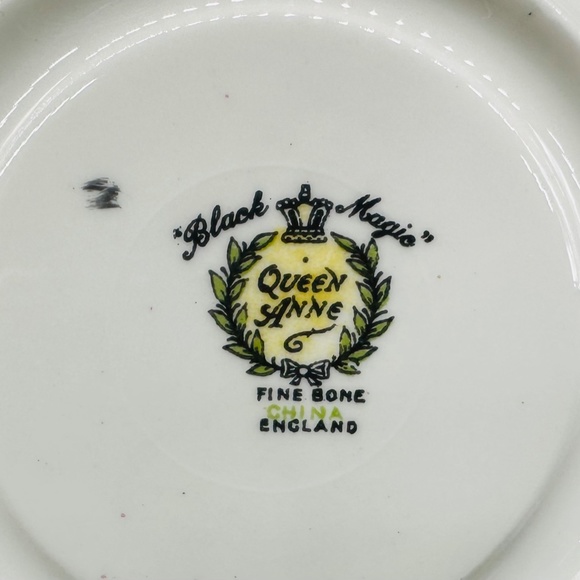 "Black Magic"
QUEEN
ANNE
FINE BONE
CHINA
ENGLAND